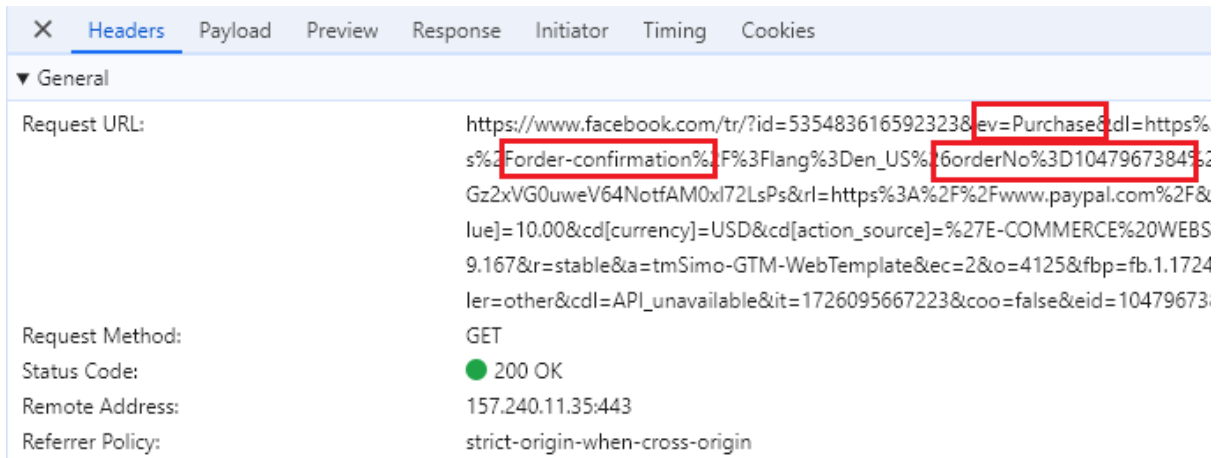 Headers Payload Preview Response Initiator Timing Cookies
General
Request URL: https://www.facebook.com/tr/?id=535483616592323&ev=Purchase&dl=https%
s%2Forder-confirmation%2F%3Flang%3Den_US%26orderNo%3D1047967384%2
Gz2xVG0uweV64NotfAM0xl72LsPs&rl=https%3A%2F%2Fwww.paypal.com%2F&
lue]=10.00&cd[currency]=USD&cd[action_source]=%27E-COMMERCE%20WEBS
9.167&r=stable&a=tmSimo-GTM-WebTemplate&ec=2&o=4125&fbp=fb.1.1724
ler=other&cdl=API_unavailable&it=1726095667223&coo=false&eid=10479673
Request Method: GET
Status Code: 200 OK
Remote Address: 157.240.11.35:443
Referrer Policy: strict-origin-when-cross-origin